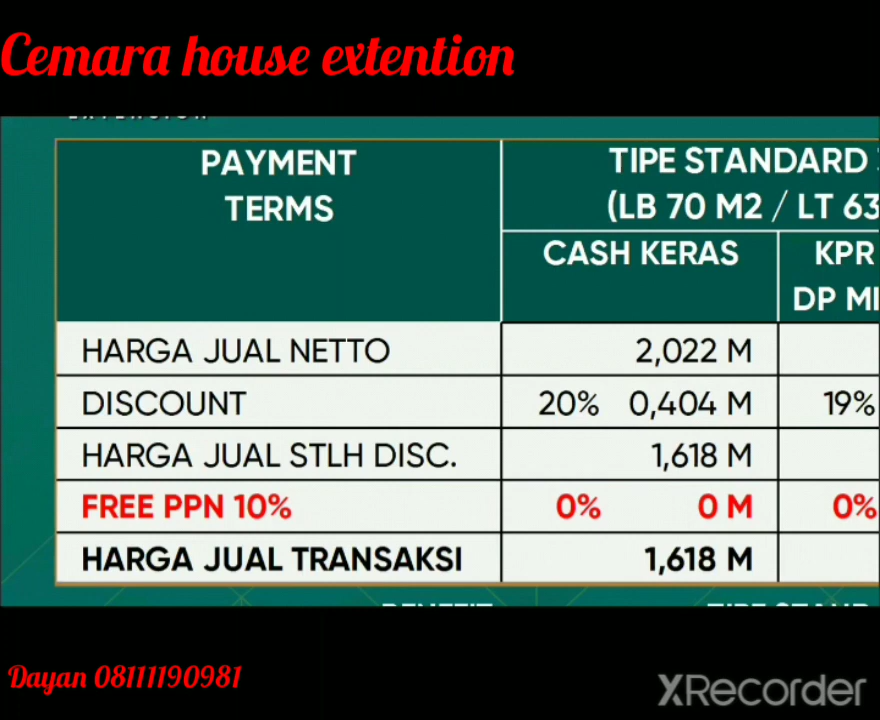 Cemara house extention
PAYMENT
TERMS
TIPE STANDARD
(LB 70 M2 / LT 63
CASH KERAS
KPR
DP MI
HARGA JUAL NETTO 2,022 M
DISCOUNT 20% 0,404 M 19%
HARGA JUAL STLH DISC. 1,618 M
FREE PPN 10% 0% 0 M 0%
HARGA JUAL TRANSAKSI 1,618 M
Dayan 08111190981
XRecorder